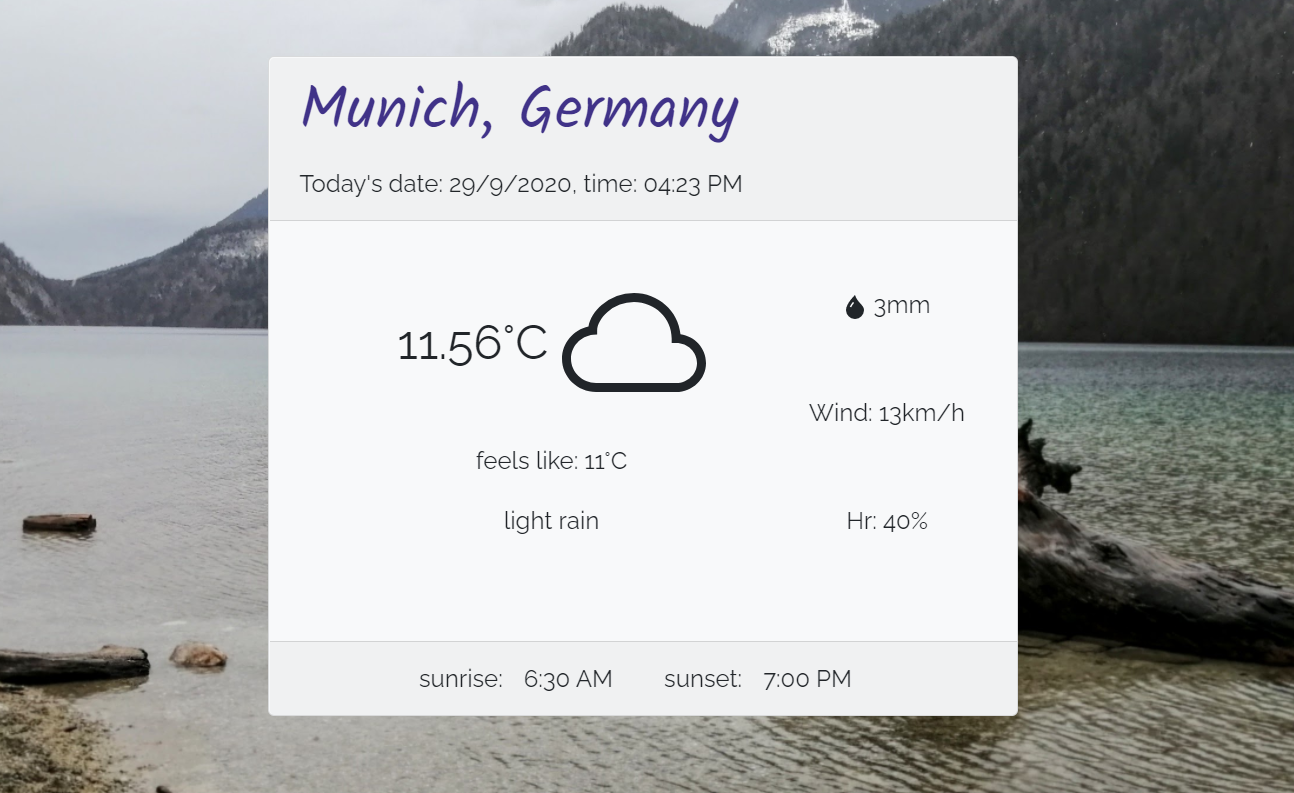 Munich, Germany
Today's date: 29/9/2020, time: 04:23 PM
11.56°C
3mm
Wind: 13km/h
feels like: 11°C
light rain
Hr: 40%
sunrise: 6:30 AM sunset: 7:00 PM